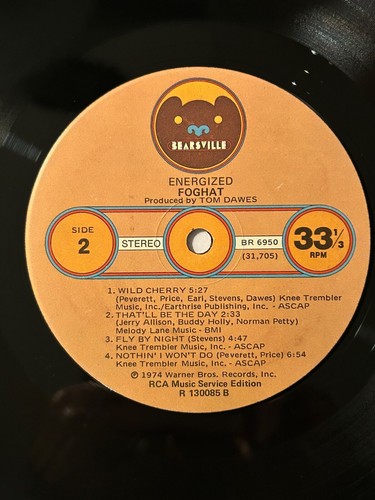 BEARSVILLE
ENERGIZED
FOGHAT
Produced by TOM DAWES
SIDE
2
STEREO
BR 6950
(31,705)
33 1/3
RPM
1. WILD CHERRY 5:27
(Peverett, Price, Earl, Stevens, Dawes) Knee Trembler
Music, Inc./Earthrise Publishing, Inc. - ASCAP
2. THAT'LL BE THE DAY 2:33
(Jerry Allison, Buddy Holly, Norman Petty)
Melody Lane Music - BMI
3. FLY BY NIGHT (Stevens) 4:47
Knee Trembler Music, Inc. - ASCAP
4. NOTHIN' I WON'T DO (Peverett, Price) 6:54
Knee Trembler Music, Inc. - ASCAP
℗ 1974 Warner Bros. Records, Inc.
RCA Music Service Edition
R 130085 B